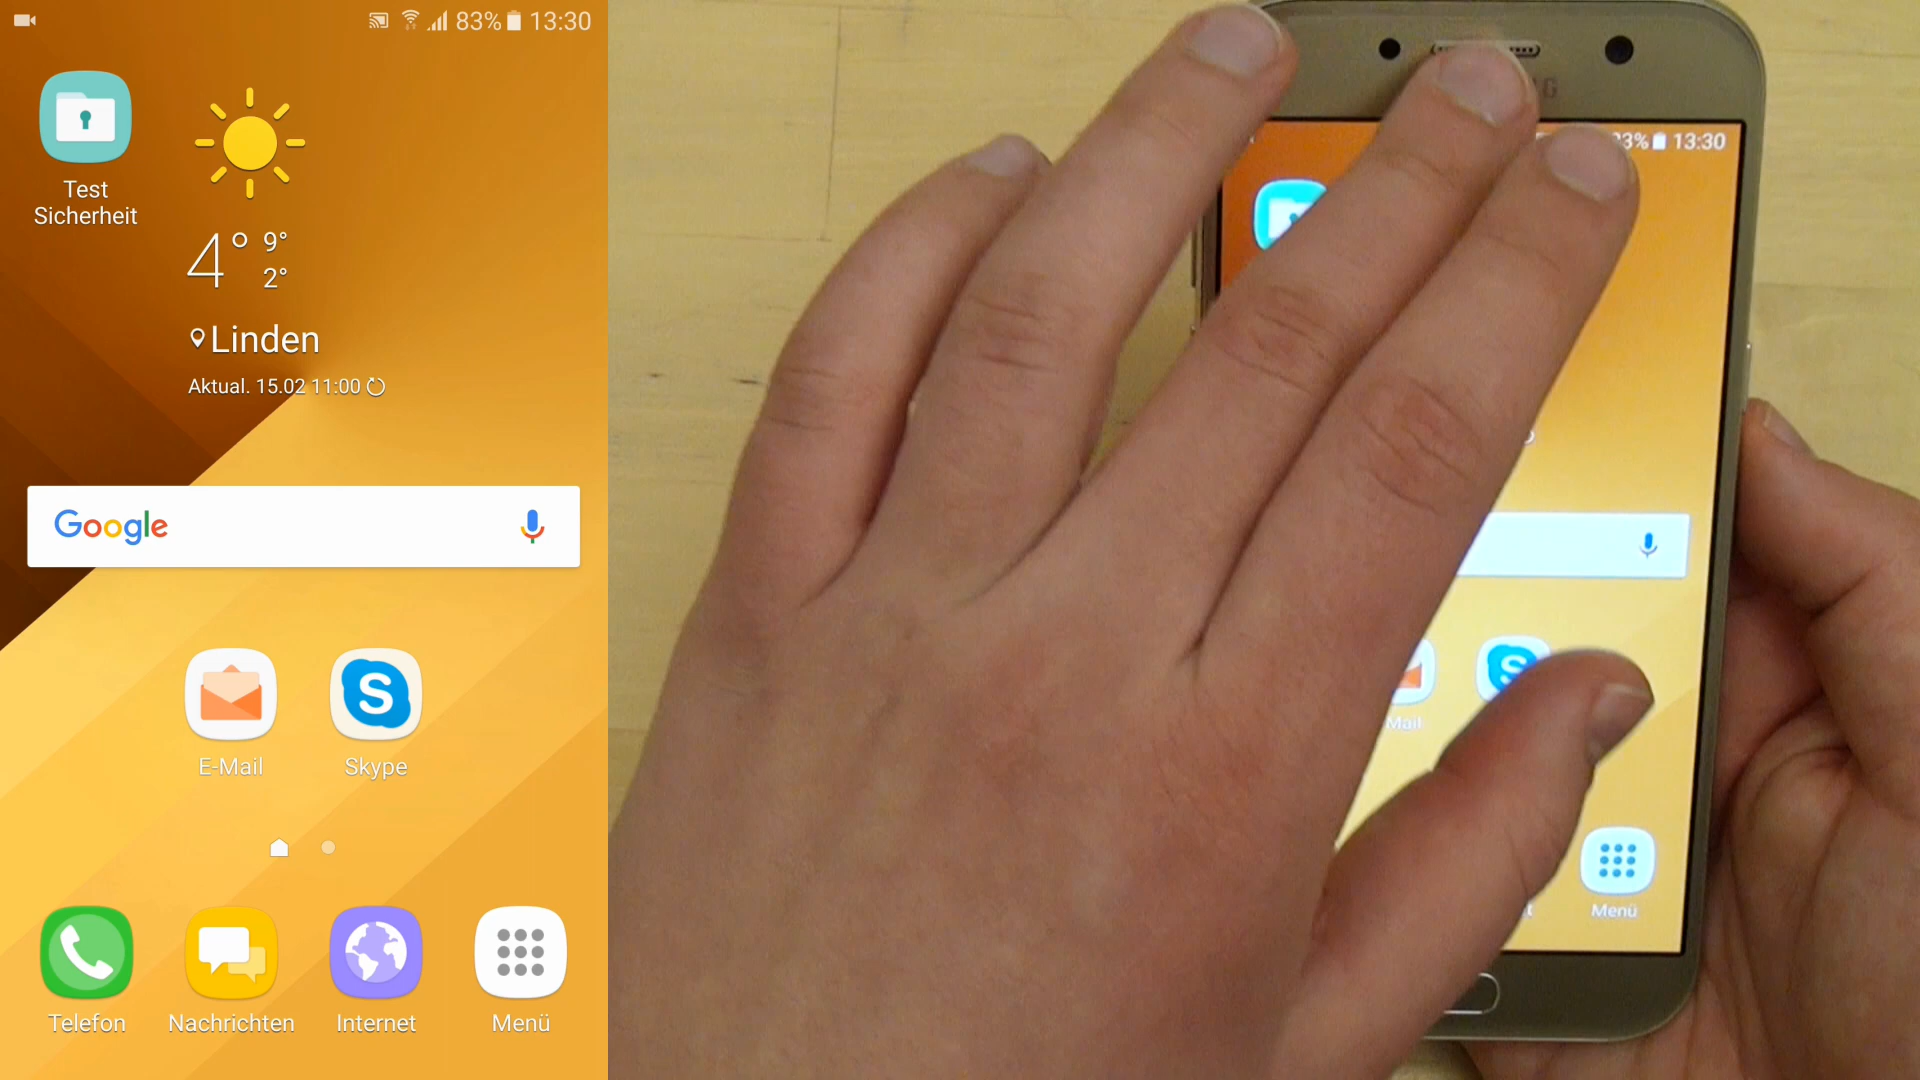 83% 13:30
Test
Sicherheit
4° 9°
2°
Linden
Aktual. 15.02 11:00
Google
E-Mail
S
Skype
Telefon
Nachrichten
Internet
Menü
3% 13:30
S
Mail
Menü